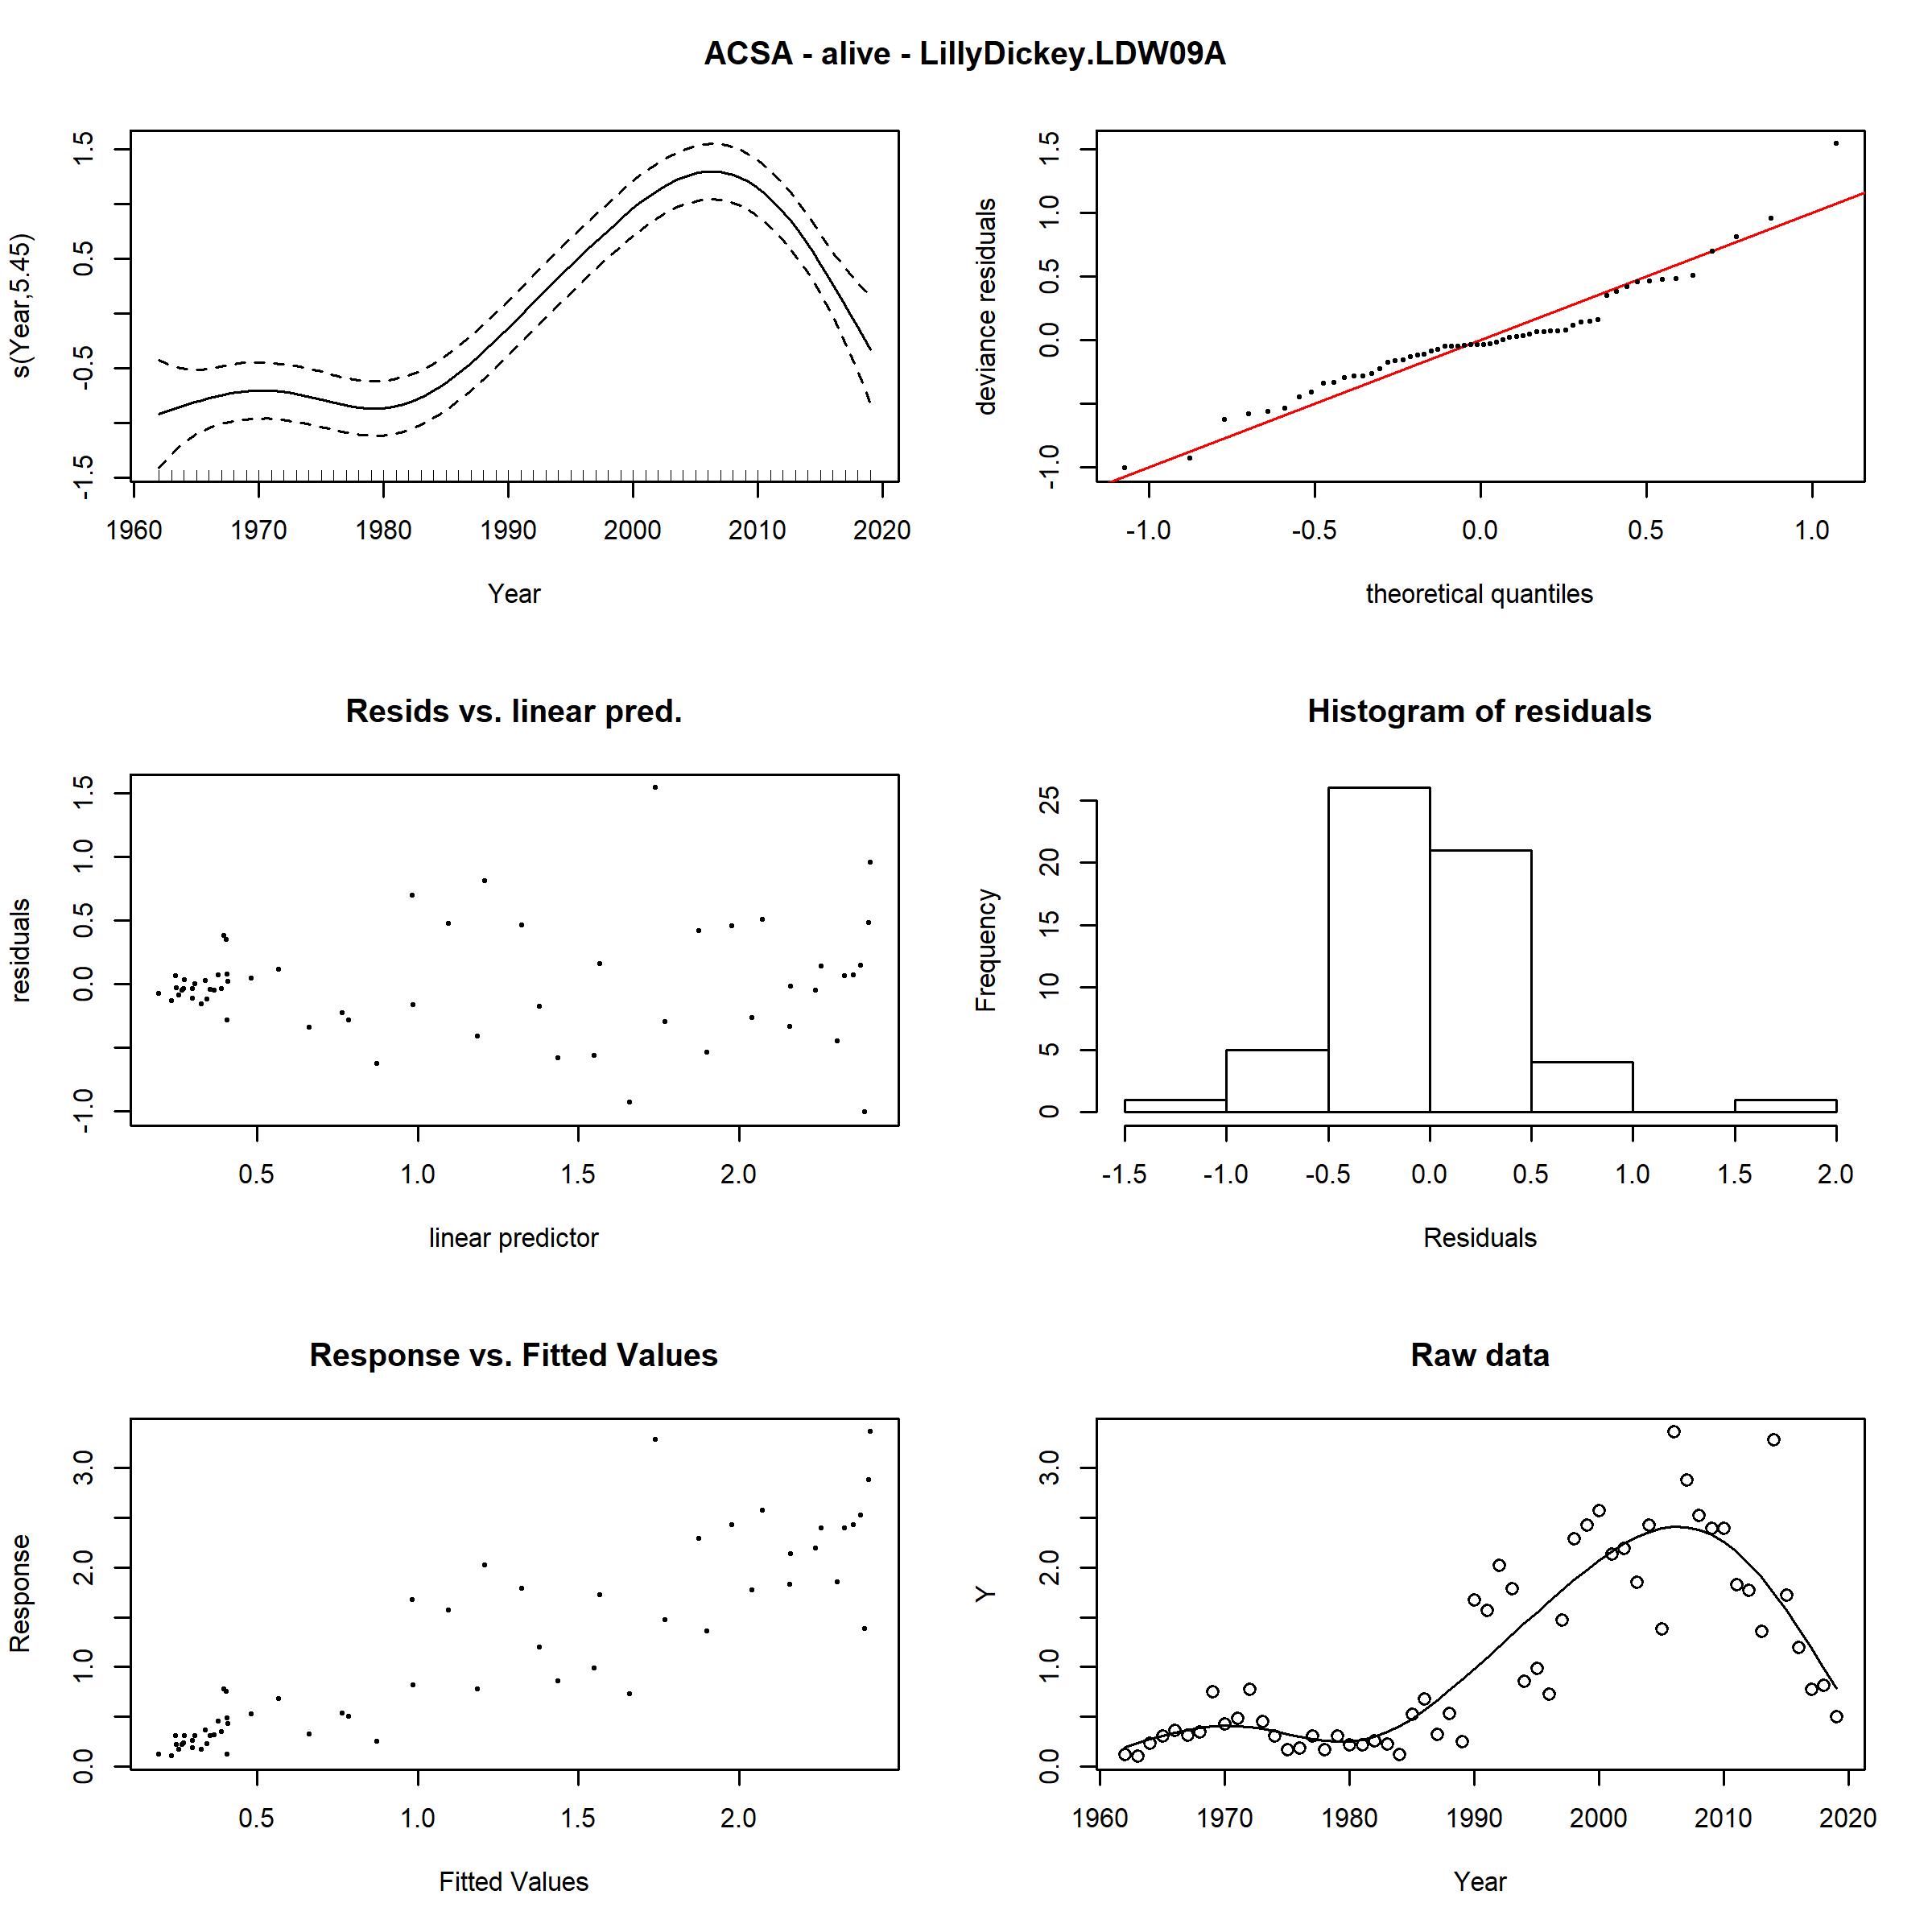 ACSA - alive - LillyDickey.LDW09A
s(Year,5.45)
1.5
0.5
-0.5
-1.5
1960 1970 1980 1990 2000 2010 2020
Year
deviance residuals
1.5
1.0
0.5
0.0
-1.0
-1.0 -0.5 0.0 0.5 1.0
theoretical quantiles
Resids vs. linear pred.
residuals
1.5
1.0
0.5
0.0
-1.0
0.5 1.0 1.5 2.0
linear predictor
Histogram of residuals
Frequency
25
20
15
10
5
0
-1.5 -1.0 -0.5 0.0 0.5 1.0 1.5 2.0
Residuals
Response vs. Fitted Values
Response
3.0
2.0
1.0
0.0
0.5 1.0 1.5 2.0
Fitted Values
Raw data
Y
3.0
2.0
1.0
0.0
1960 1970 1980 1990 2000 2010 2020
Year